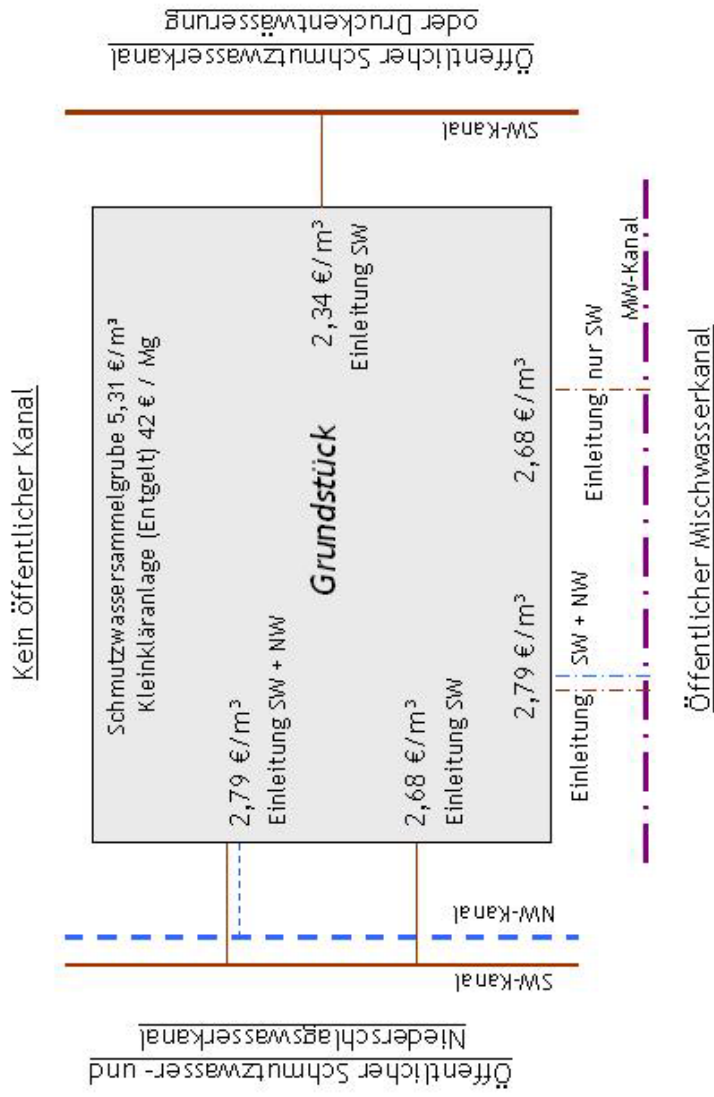 Kein öffentlicher Kanal
Öffentlicher Schmutzwasser- und
Niederschlagswasserkanal
SW-Kanal
NW-Kanal
Schmutzwassersammelgrube 5,31 €/m³
Kleinkläranlage (Entgelt) 42 € / Mg
2,79 €/m³
Einleitung SW + NW
Grundstück
2,34 €/m³
Einleitung SW
2,68 €/m³
Einleitung SW
2,79 €/m³
2,68 €/m³
Einleitung SW + NW
Einleitung nur SW
MW-Kanal
Öffentlicher Mischwasserkanal
SW-Kanal
Öffentlicher Schmutzwasserkanal
oder Druckentwässerung